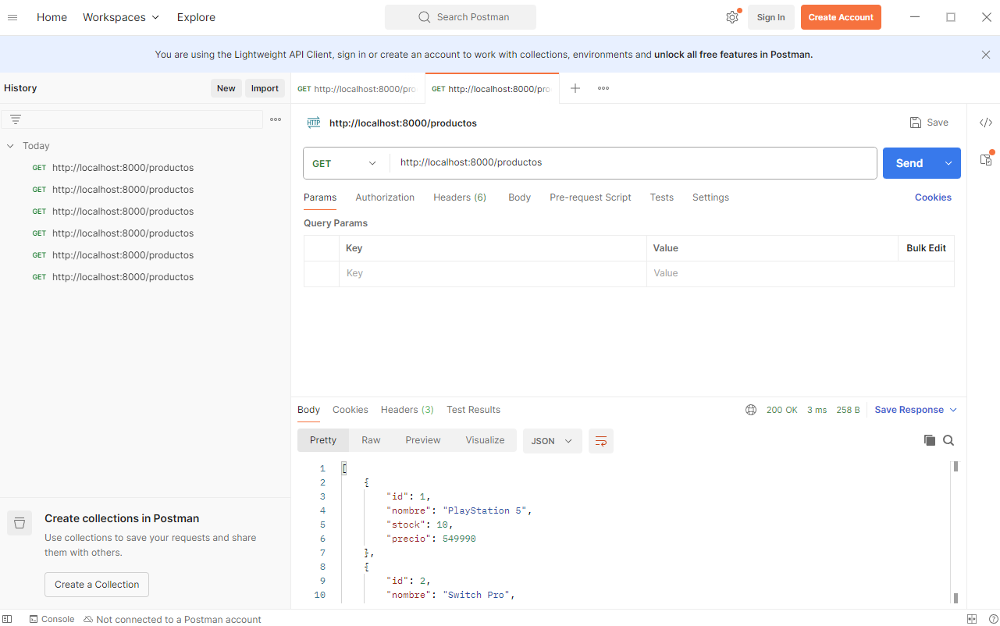 Home Workspaces Explore Search Postman Sign In Create Account
You are using the Lightweight API Client, sign in or create an account to work with collections, environments and unlock all free features in Postman.
History New Import
GET http://localhost:8000/pro GET http://localhost:8000/pro
HTTP http://localhost:8000/productos Save
Today
GET http://localhost:8000/productos
GET http://localhost:8000/productos
GET http://localhost:8000/productos
GET http://localhost:8000/productos
GET http://localhost:8000/productos
GET http://localhost:8000/productos
GET http://localhost:8000/productos Send
Params Authorization Headers (6) Body Pre-request Script Tests Settings Cookies
Query Params
Key Value Bulk Edit
Key Value
Body Cookies Headers (3) Test Results 200 OK 3 ms 258 B Save Response
Pretty Raw Preview Visualize JSON
1 [
2 {
3 "id": 1,
4 "nombre": "PlayStation 5",
5 "stock": 10,
6 "precio": 549990
7 },
8 {
9 "id": 2,
10 "nombre": "Switch Pro",
Create collections in Postman
Use collections to save your requests and share
them with others.
Create a Collection
Console Not connected to a Postman account